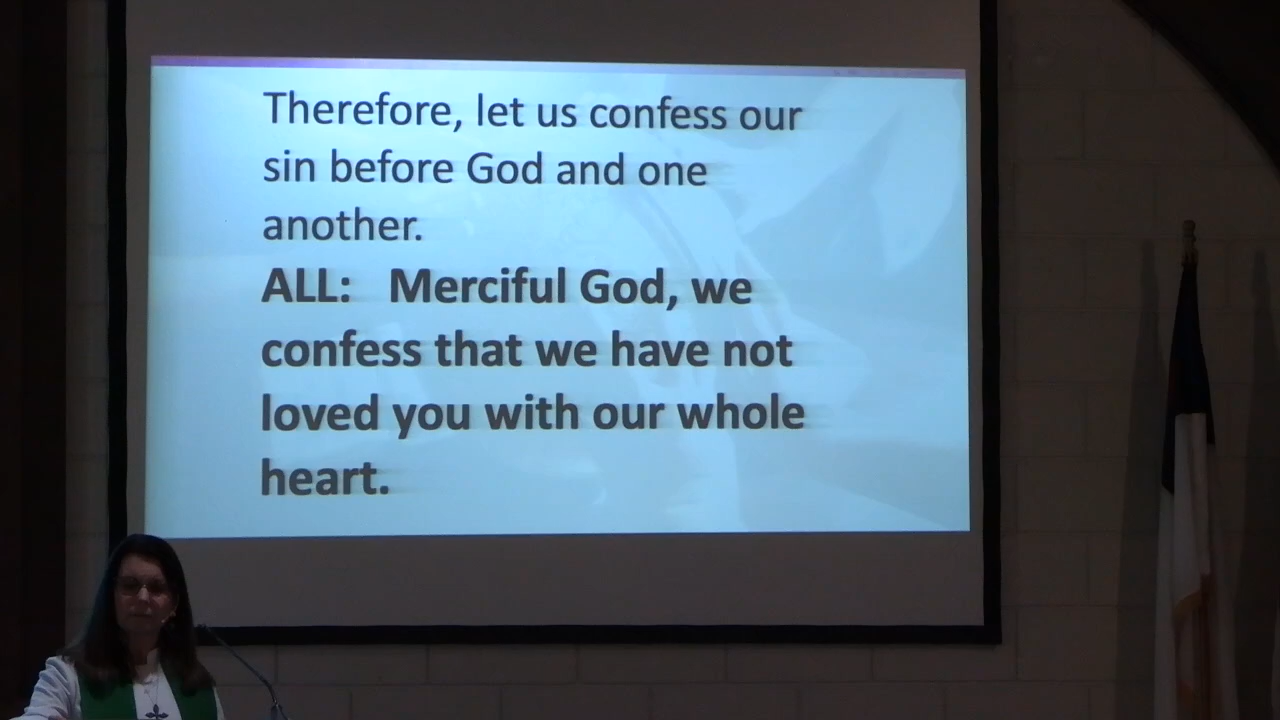 Therefore, let us confess our
sin before God and one
another.
ALL: Merciful God, we
confess that we have not
loved you with our whole
heart.